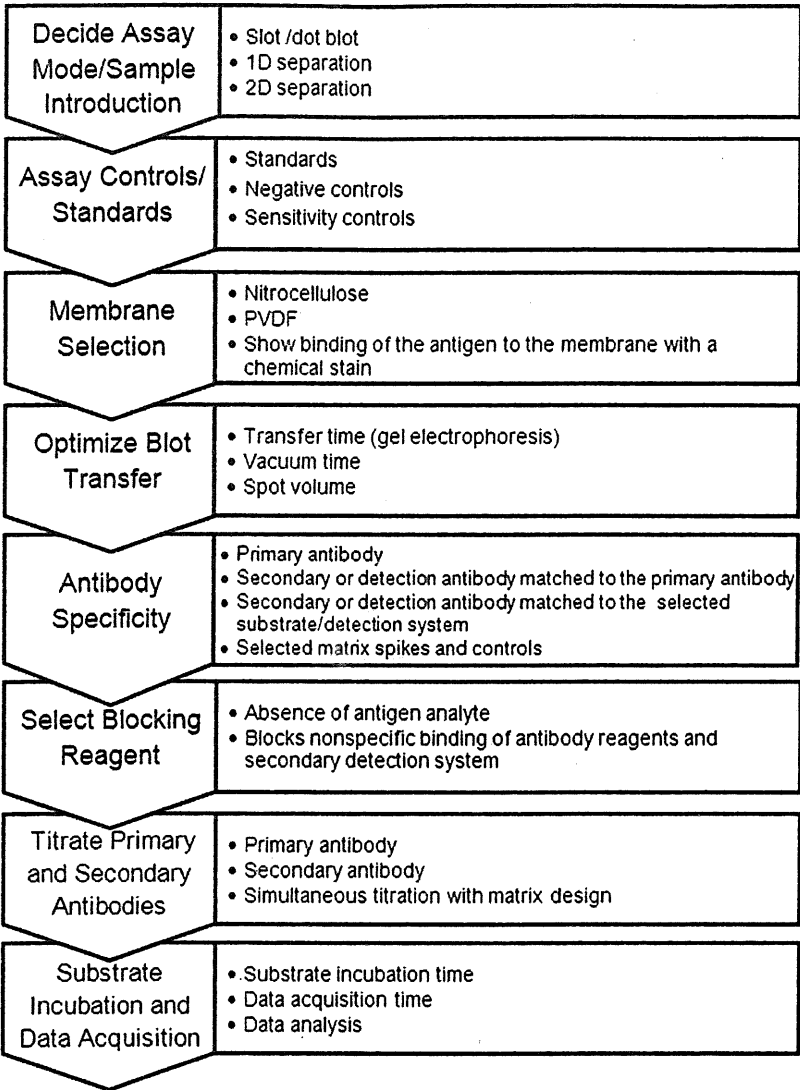 Decide Assay
Mode/Sample
Introduction
• Slot /dot blot
• 1D separation
• 2D separation
Assay Controls/
Standards
• Standards
• Negative controls
• Sensitivity controls
Membrane
Selection
• Nitrocellulose
• PVDF
• Show binding of the antigen to the membrane with a
chemical stain
Optimize Blot
Transfer
• Transfer time (gel electrophoresis)
• Vacuum time
• Spot volume
Antibody
Specificity
• Primary antibody
• Secondary or detection antibody matched to the primary antibody
• Secondary or detection antibody matched to the selected
substrate/detection system
• Selected matrix spikes and controls
Select Blocking
Reagent
• Absence of antigen analyte
• Blocks nonspecific binding of antibody reagents and
secondary detection system
Titrate Primary
and Secondary
Antibodies
• Primary antibody
• Secondary antibody
• Simultaneous titration with matrix design
Substrate
Incubation and
Data Acquisition
• Substrate incubation time
• Data acquisition time
• Data analysis